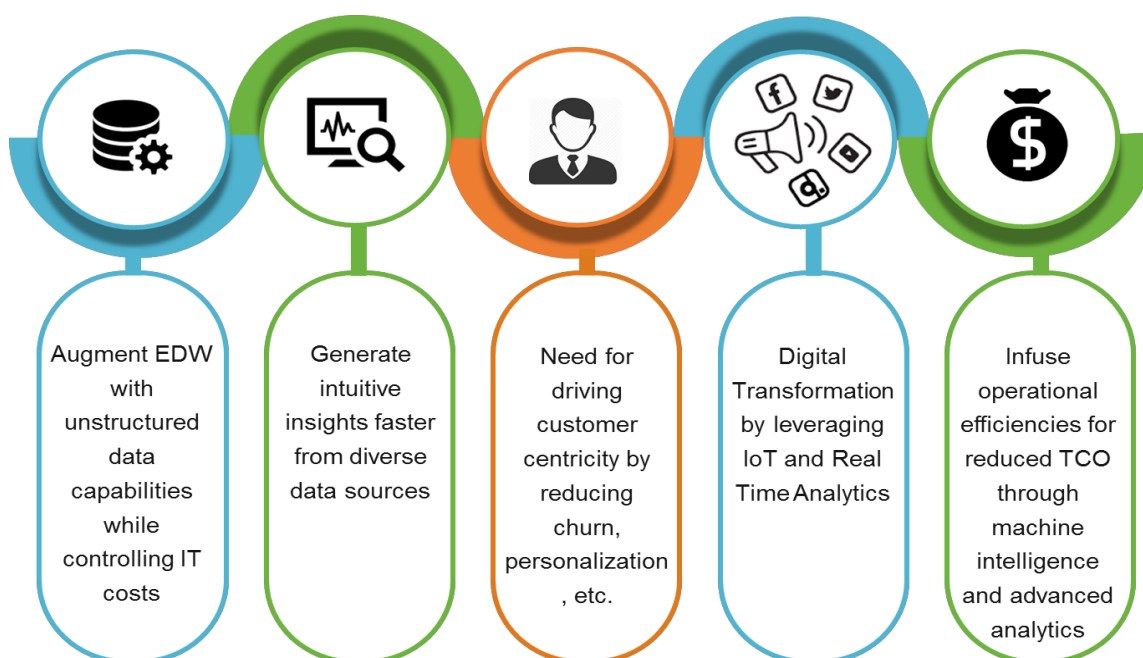 Augment EDW
with
unstructured
data
capabilities
while
controlling IT
costs
Generate
intuitive
insights faster
from diverse
data sources
Need for
driving
customer
centricity by
reducing
churn,
personalization
, etc.
Digital
Transformation
by leveraging
IoT and Real
Time Analytics
Infuse
operational
efficiencies for
reduced TCO
through
machine
intelligence
and advanced
analytics